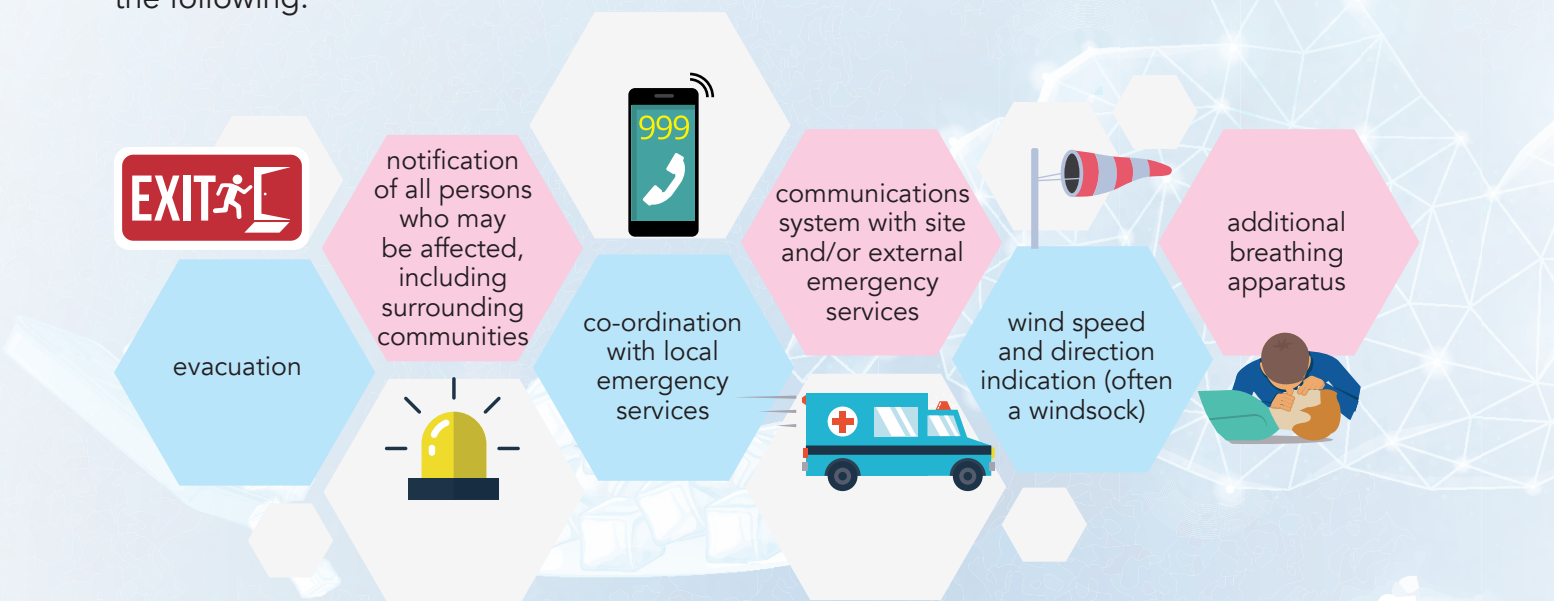 the following:
EXIT
evacuation
notification
of all persons
who may
be affected,
including
surrounding
communities
999
co-ordination
with local
emergency
services
communications
system with site
and/or external
emergency
services
wind speed
and direction
indication (often
a windsock)
additional
breathing
apparatus